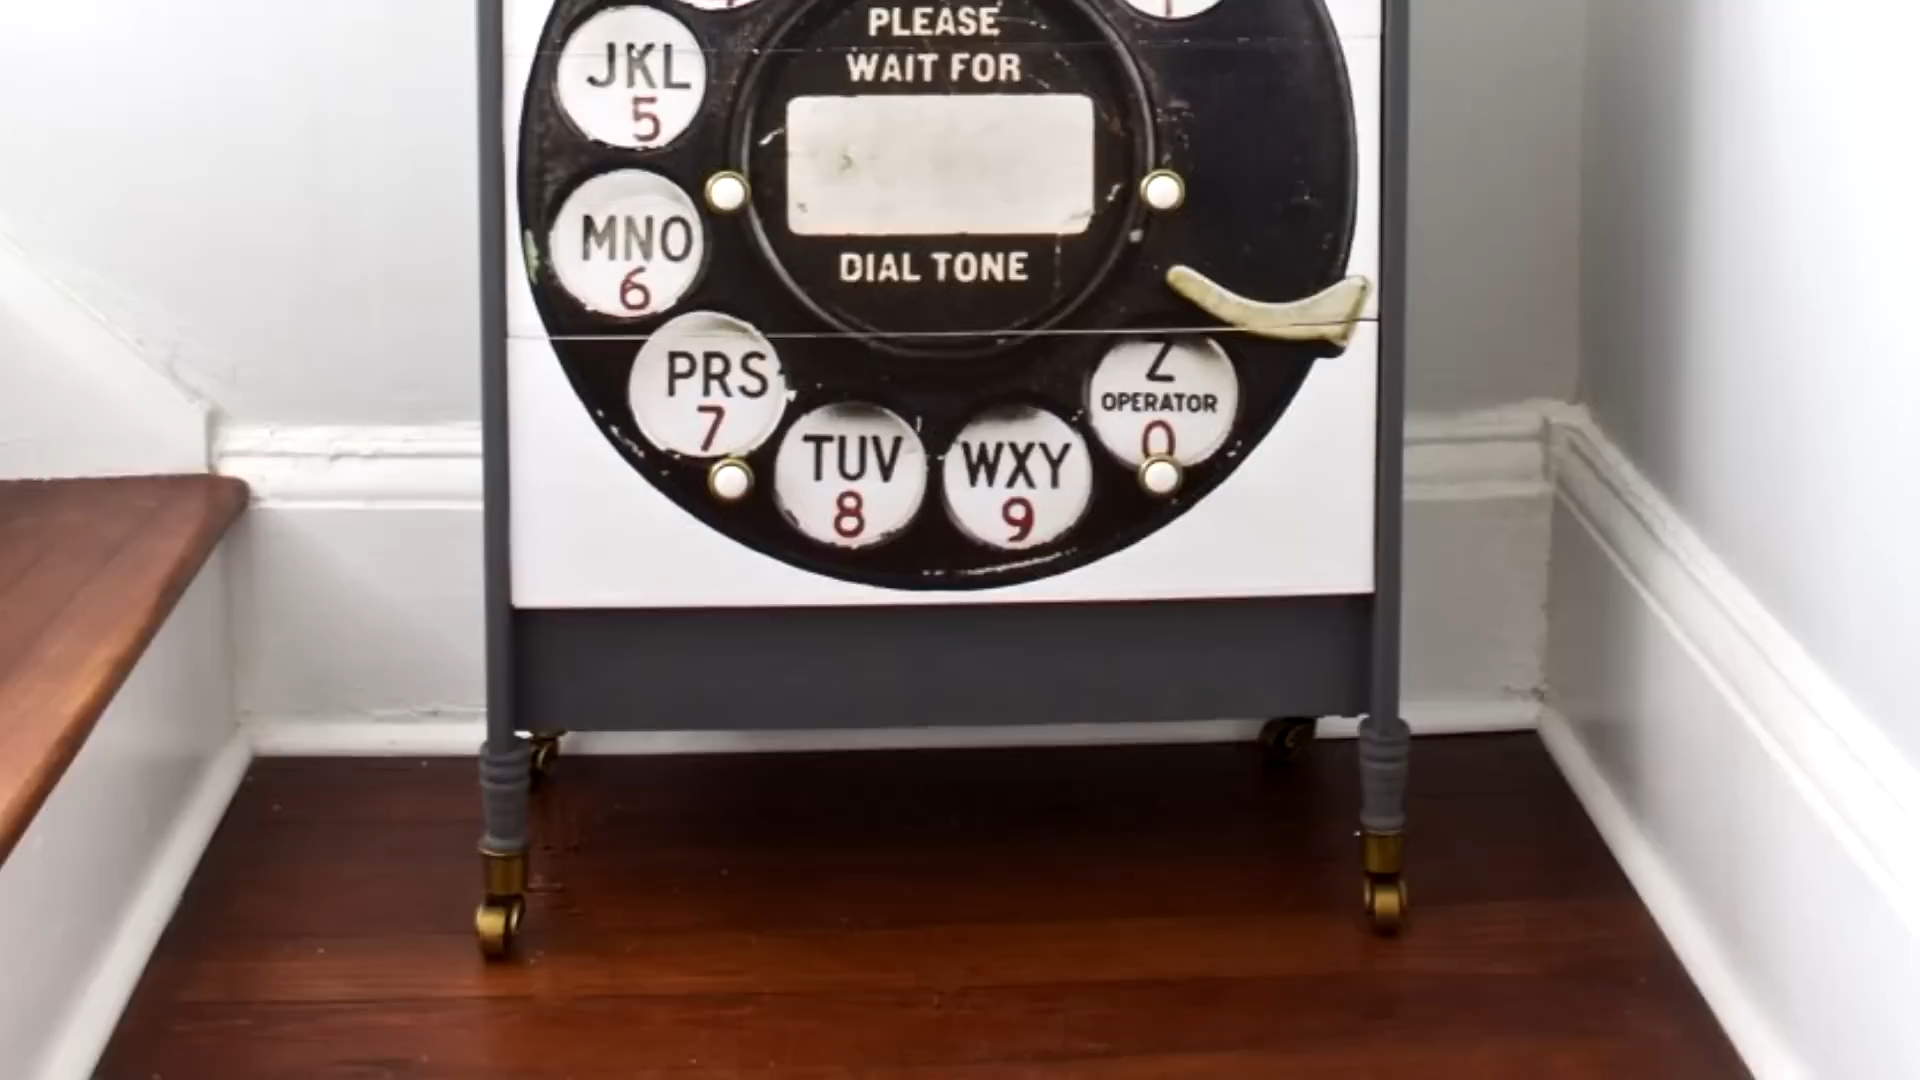 PLEASE
WAIT FOR
DIAL TONE
JKL
5
MNO
6
PRS
7
TUV
8
WXY
9
Z
OPERATOR
0